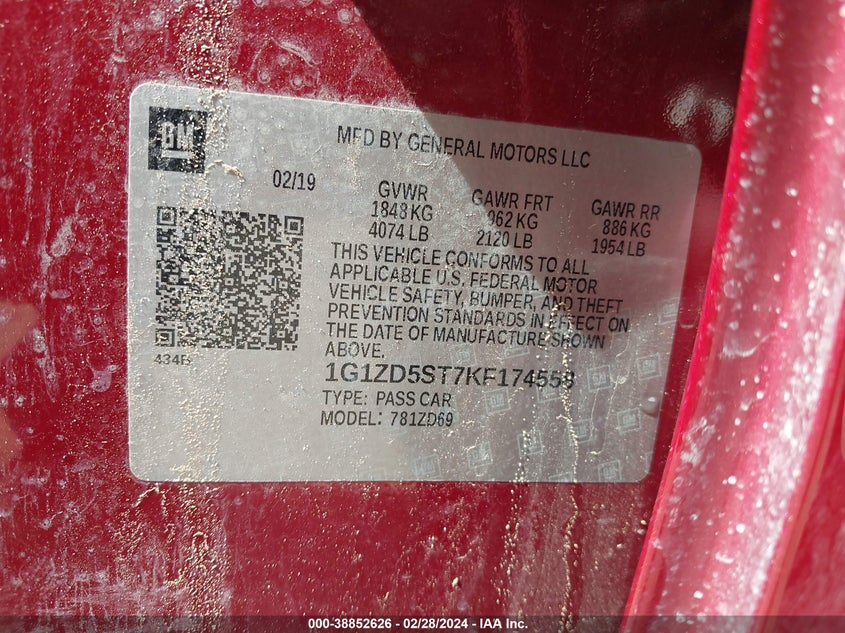 GM
MFD BY GENERAL MOTORS LLC
02/19 GVWR GAWR FRT GAWR RR
1848 KG 962 KG 886 KG
4074 LB 2120 LB 1954 LB
THIS VEHICLE CONFORMS TO ALL
APPLICABLE U.S. FEDERAL MOTOR
VEHICLE SAFETY, BUMPER, AND THEFT
PREVENTION STANDARDS IN EFFECT ON
THE DATE OF MANUFACTURE SHOWN
ABOVE.
1G1ZD5ST7KF174558
TYPE: PASS CAR
MODEL: 781ZD69
000-38852626 - 02/28/2024 - IAA Inc.